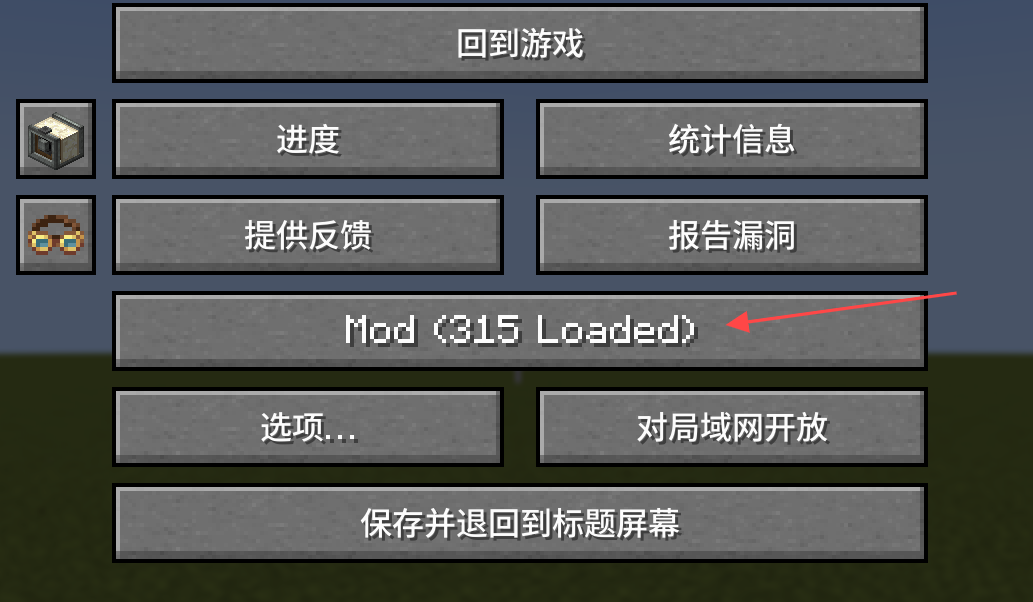 回到游戏
进度
统计信息
提供反馈
报告漏洞
Mod (315 Loaded)
选项...
对局域网开放
保存并退回到标题屏幕